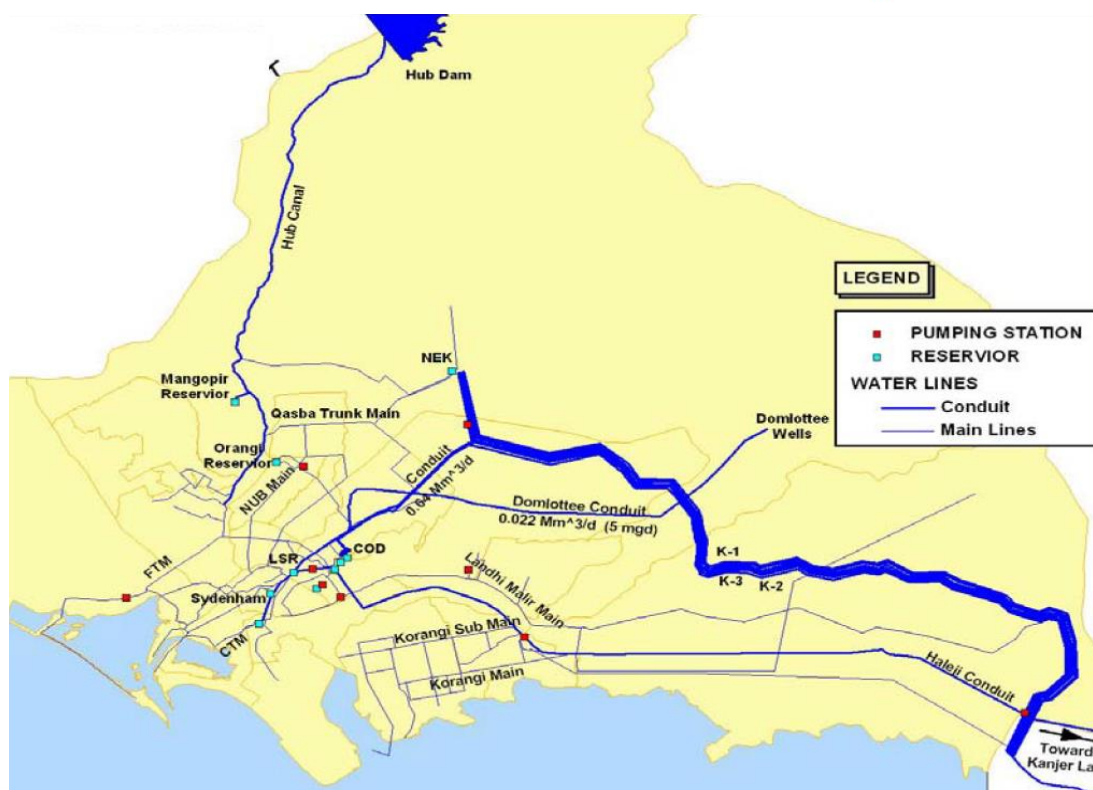 Hub Dam
Hub Canal
LEGEND
PUMPING STATION
RESERVIOR
WATER LINES
Conduit
Main Lines
NEK
Mangopir
Reservior
Qasba Trunk Main
Domlottee
Wells
Orangi
Reservior
NUB Main
Conduit
0.64 Mm^3/d
Domlottee Conduit
0.022 Mm^3/d (5 mgd)
K-1
K-3
K-2
COD
LSR
Landhi Malir Main
FTM
Sydenham
CTM
Korangi Sub Main
Korangi Main
Haleji Conduit
Toward
Kanjer La